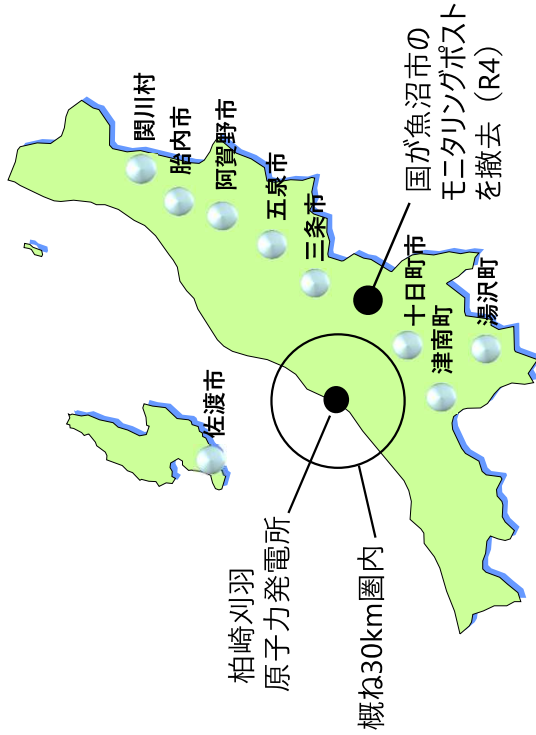 関川村
胎内市
阿賀野市
五泉市
三条市
国が魚沼市の
モニタリングポスト
を撤去（R4）
十日町市
津南町
湯沢町
佐渡市
柏崎刈羽
原子力発電所
概ね30km圏内